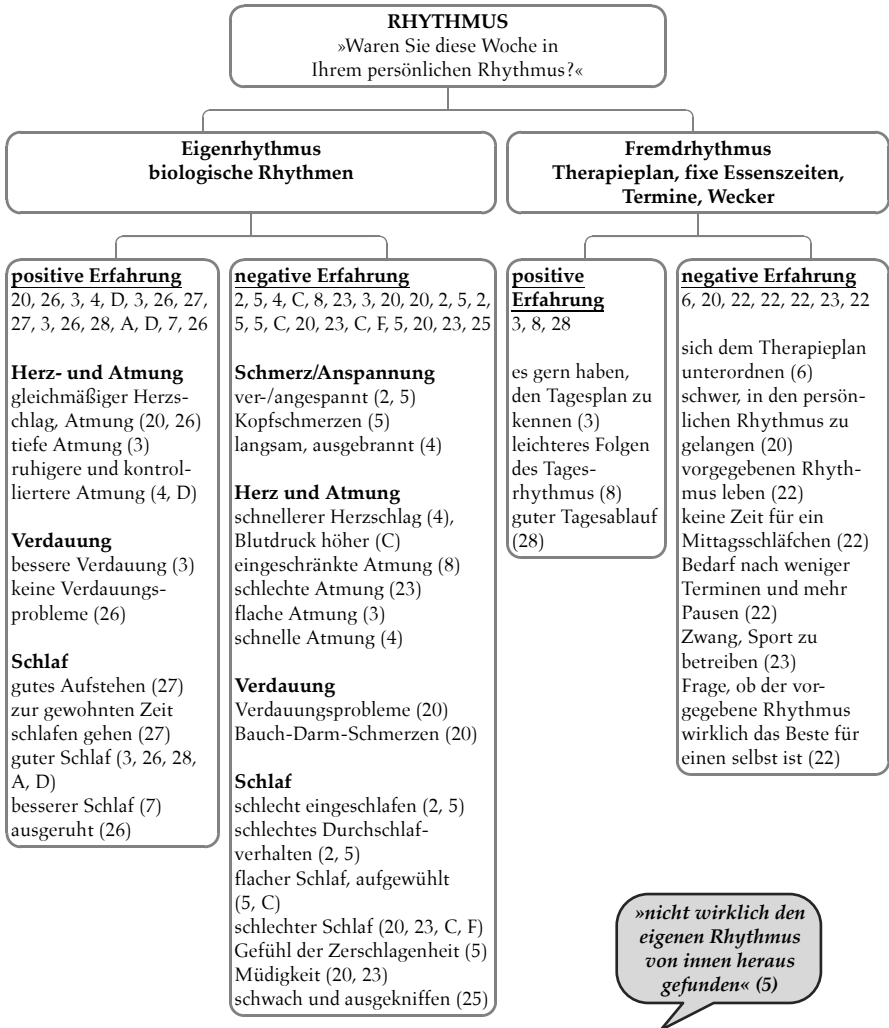 RHYTHMUS
»Waren Sie diese Woche in
Ihrem persönlichen Rhythmus?«
Eigenrhythmus
biologische Rhythmen
Fremdrhythmus
Therapieplan, fixe Essenszeiten,
Termine, Wecker
positive Erfahrung
20, 26, 3, 4, D, 3, 26, 27,
27, 3, 26, 28, A, D, 7, 26
Herz- und Atmung
gleichmäßiger Herzs-
chlag, Atmung (20, 26)
tiefe Atmung (3)
ruhigere und kontrol-
liertere Atmung (4, D)
Verdauung
bessere Verdauung (3)
keine Verdauungs-
probleme (26)
Schlaf
gutes Aufstehen (27)
zur gewohnten Zeit
schlafen gehen (27)
guter Schlaf (3, 26, 28,
A, D)
besserer Schlaf (7)
ausgeruht (26)
negative Erfahrung
2, 5, 4, C, 8, 23, 3, 20, 20, 2, 5, 2,
5, 5, C, 20, 23, C, F, 5, 20, 23, 25
Schmerz/Anspannung
ver-/angespannt (2, 5)
Kopfschmerzen (5)
langsam, ausgebrannt (4)
Herz und Atmung
schnellerer Herzschlag (4),
Blutdruck höher (C)
eingeschränkte Atmung (8)
schlechte Atmung (23)
flache Atmung (3)
schnelle Atmung (4)
Verdauung
Verdauungsprobleme (20)
Bauch-Darm-Schmerzen (20)
Schlaf
schlecht eingeschlafen (2, 5)
schlechtes Durchschlaf-
verhalten (2, 5)
flacher Schlaf, aufgewühlt
(5, C)
schlechter Schlaf (20, 23, C, F)
Gefühl der Zerschlagenheit (5)
Müdigkeit (20, 23)
schwach und ausgekniffen (25)
positive
Erfahrung
3, 8, 28
es gern haben,
den Tagesplan zu
kennen (3)
leichteres Folgen
des Tages-
rhythmus (8)
guter Tagesablauf
(28)
negative Erfahrung
6, 20, 22, 22, 22, 23, 22
sich dem Therapieplan
unterordnen (6)
schwer, in den persön-
lichen Rhythmus zu
gelangen (20)
vorgegebenen Rhyth-
mus leben (22)
keine Zeit für ein
Mittagsschläfchen (22)
Bedarf nach weniger
Terminen und mehr
Pausen (22)
Zwang, Sport zu
betreiben (23)
Frage, ob der vor-
gegebene Rhythmus
wirklich das Beste für
einen selbst ist (22)
»nicht wirklich den
eigenen Rhythmus
von innen heraus
gefunden« (5)